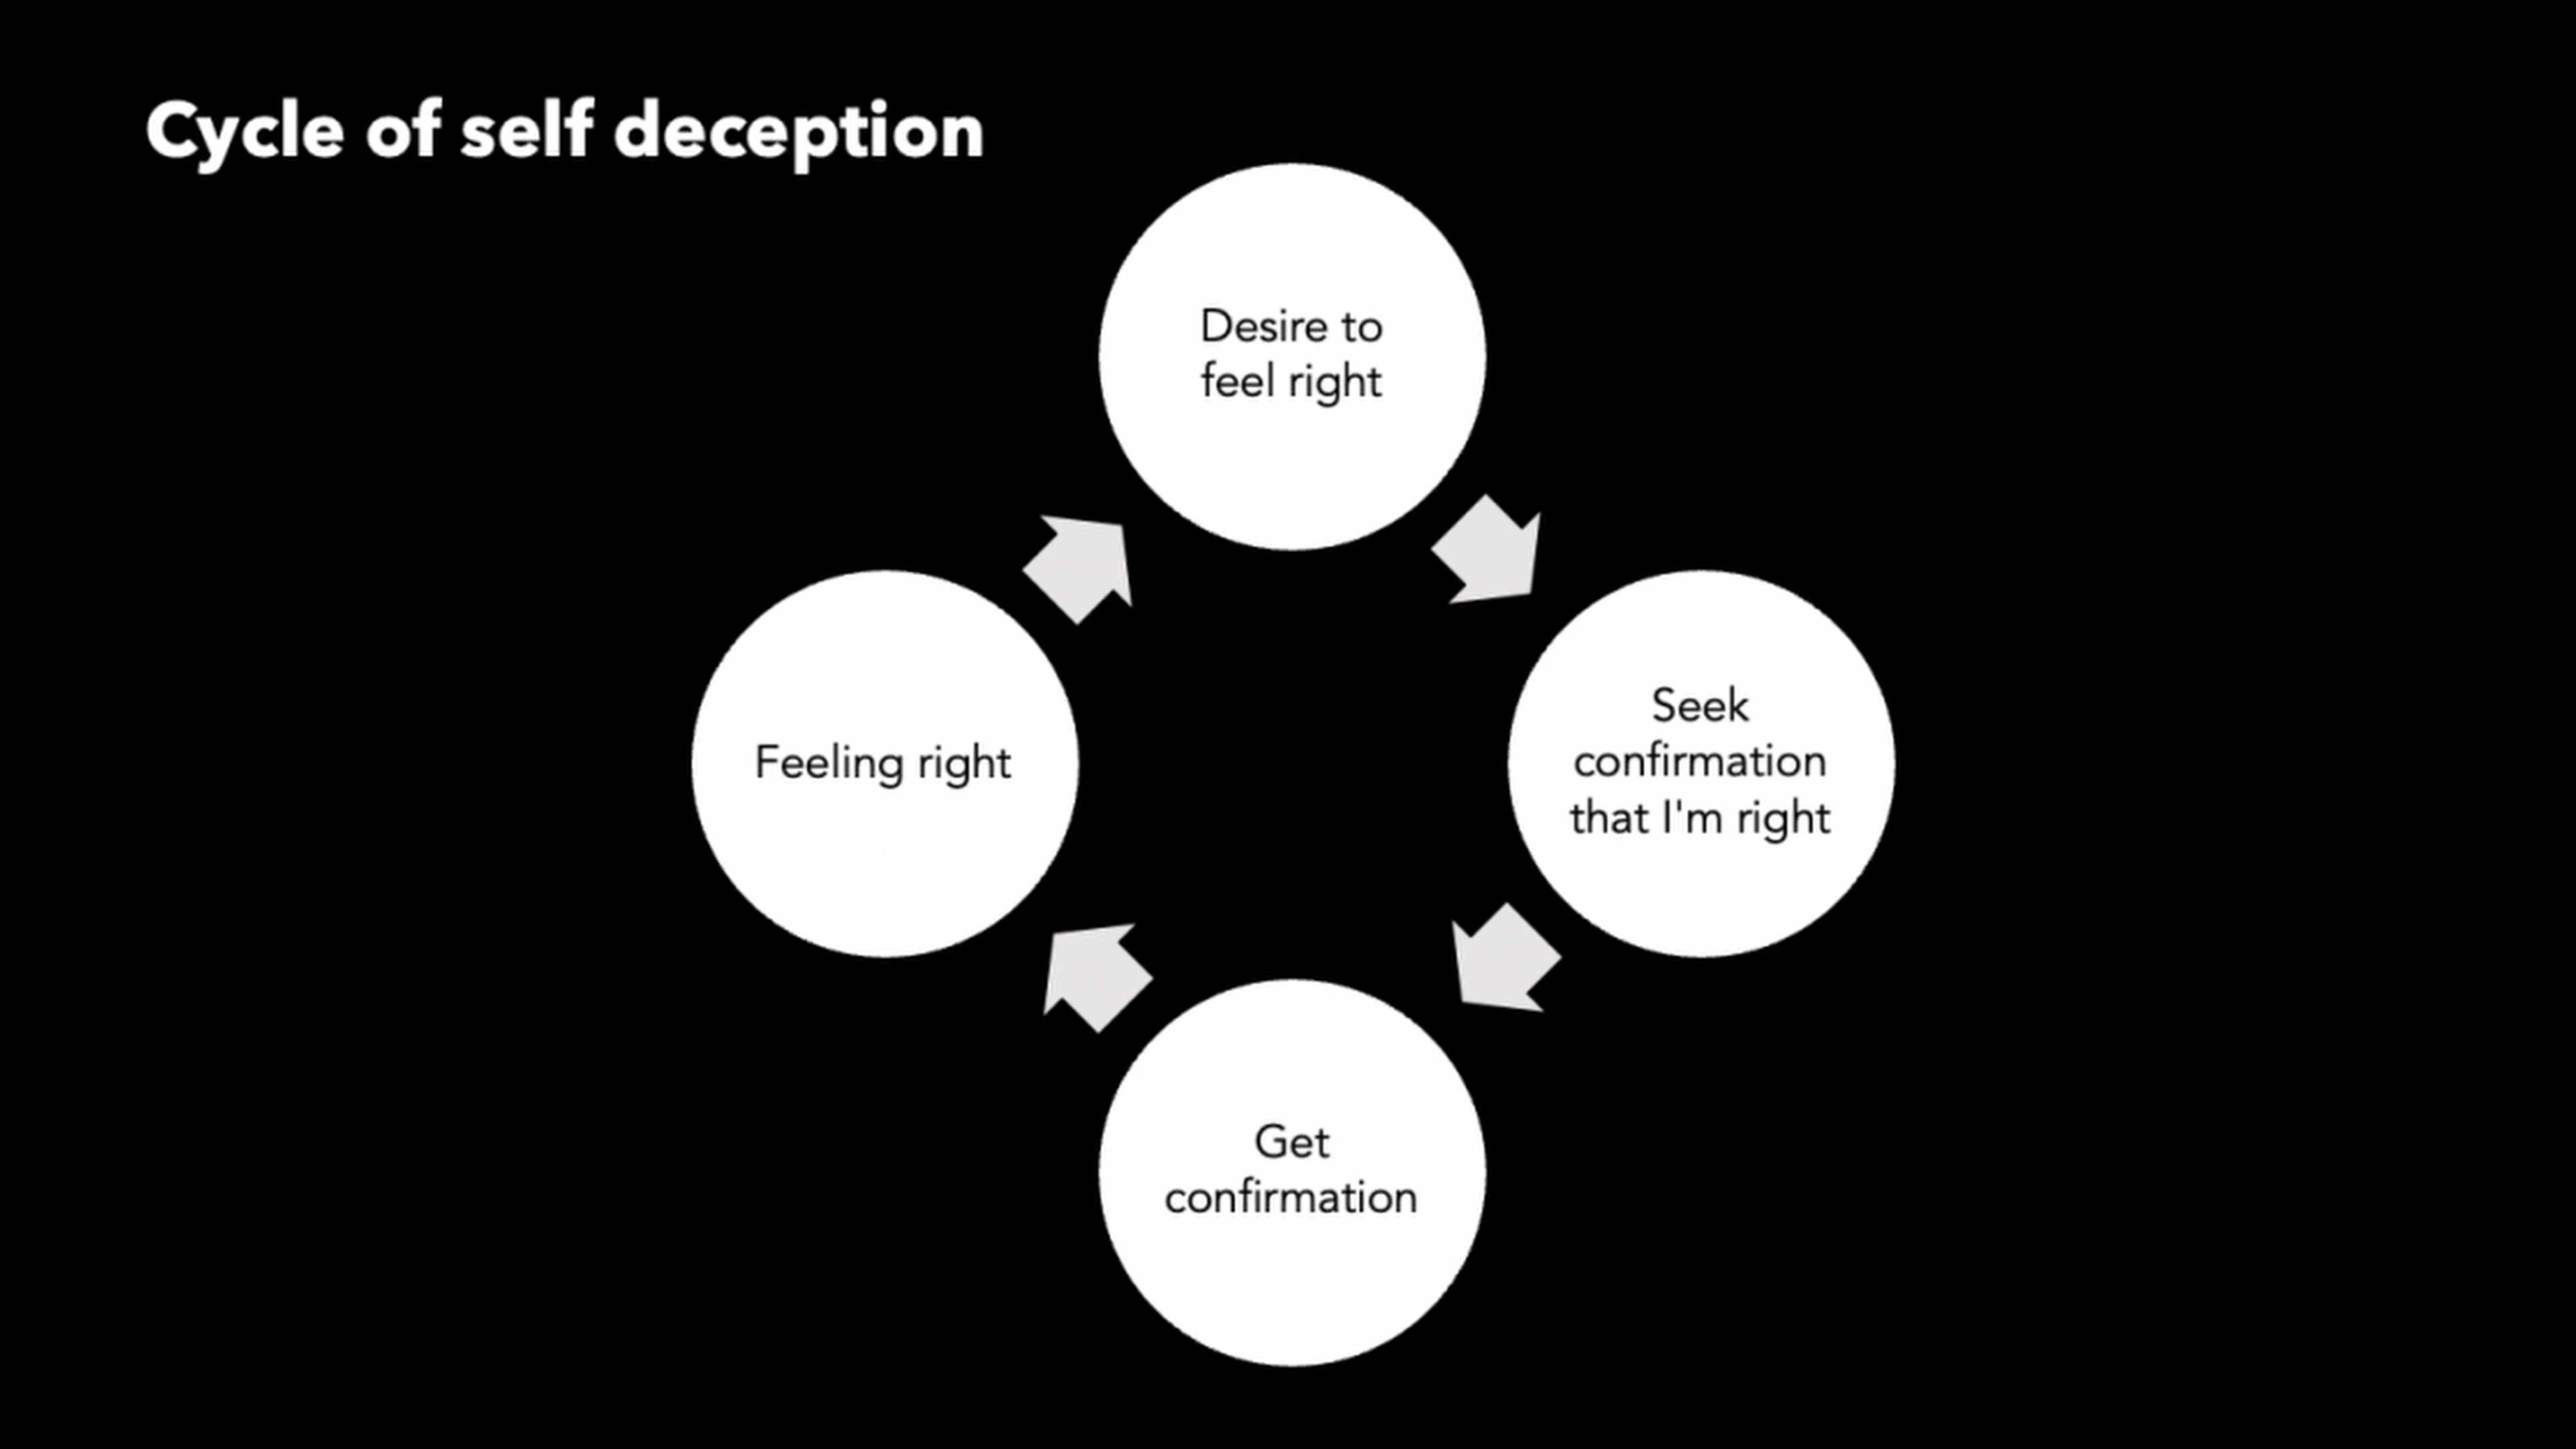 Cycle of self deception
Desire to
feel right
Seek
confirmation
that I'm right
Get
confirmation
Feeling right